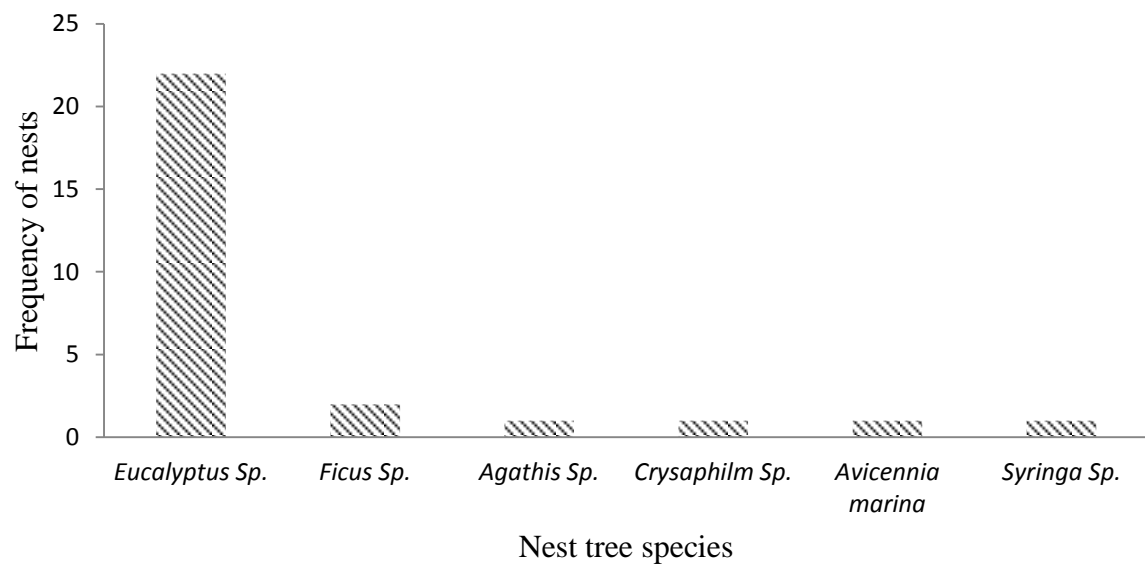 25
20
15
10
5
0
Frequency of nests
Eucalyptus Sp.
Ficus Sp.
Agathis Sp.
Crysaphilm Sp.
Avicennia
marina
Syringa Sp.
Nest tree species